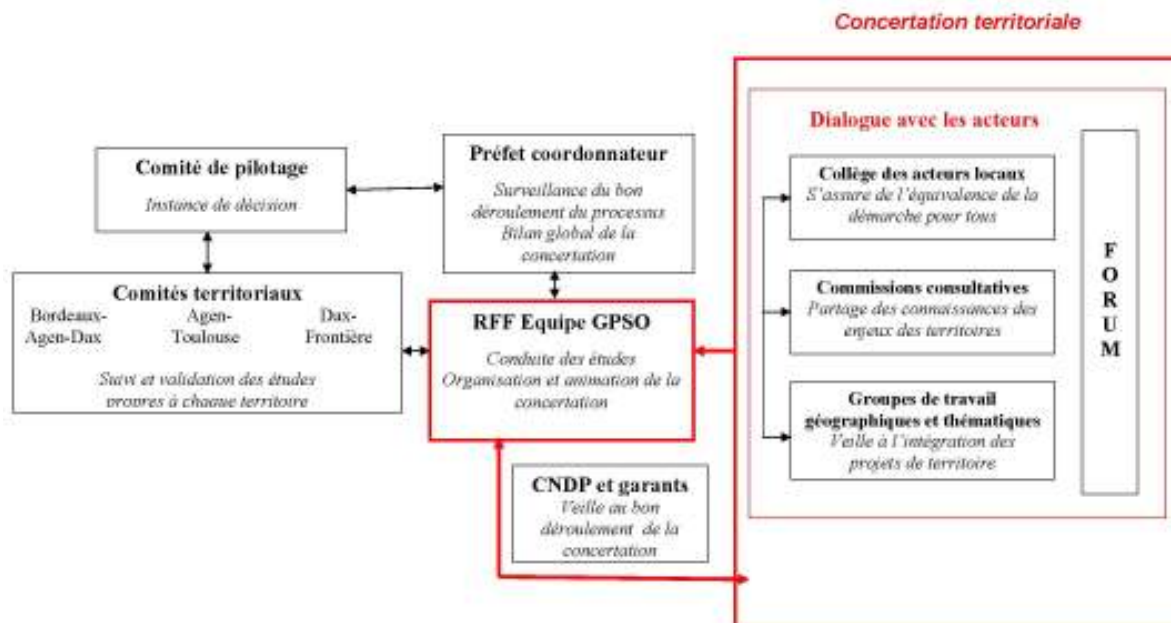 Concertation territoriale
Dialogue avec les acteurs
Comité de pilotage
Instance de décision
Préfet coordonnateur
Surveillance du bon
déroulement du processus
Bilan global de la
concertation
Collège des acteurs locaux
S'assure de l'équivalence de la
démarche pour tous
Comités territoriaux
Bordeaux-
Agen-Dax
Agen-
Toulouse
Dax-
Frontière
Suivi et validation des études
propres à chaque territoire
RFF Equipe GPSO
Conduite des études
Organisation et animation de la
concertation
Commissions consultatives
Partage des connaissances des
enjeux des territoires
Groupes de travail
géographiques et thématiques
Veille à l'intégration des
projets de territoire
CNDP et garants
Veille au bon
déroulement de la
concertation
F
O
R
U
M